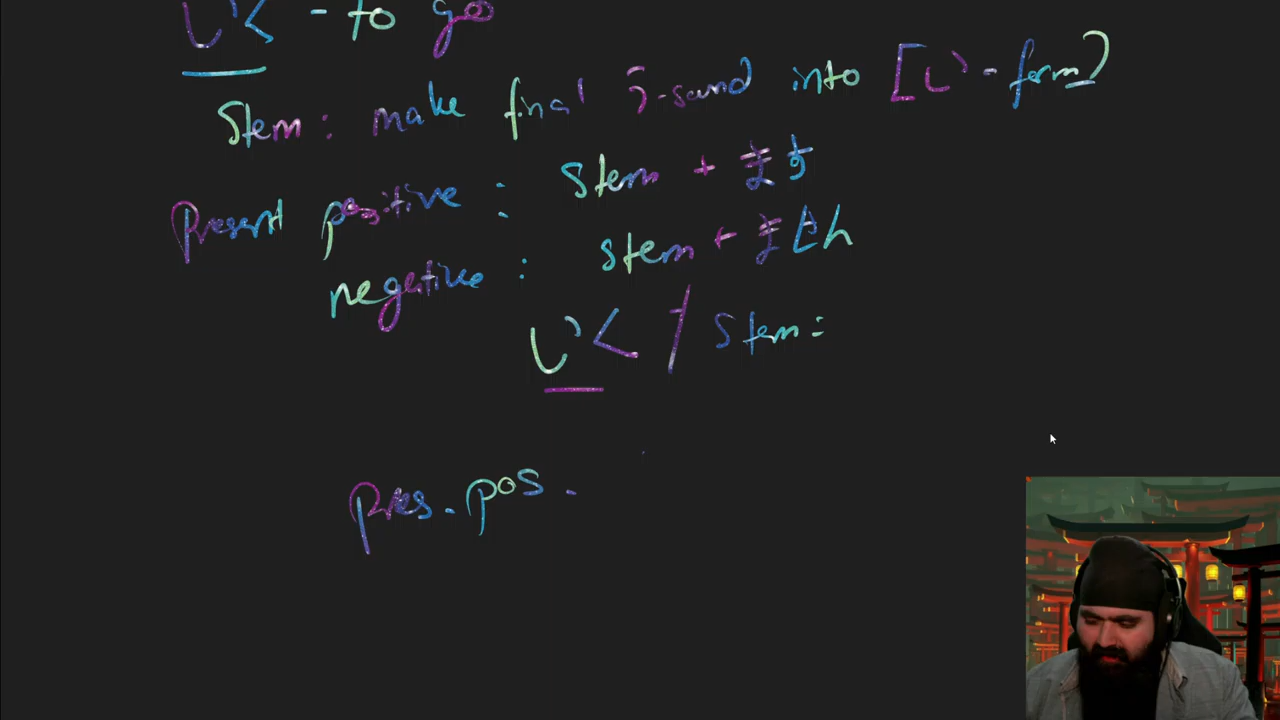 いく - to go
Stem: make final う-sound into [い-form)
Present positive : Stem + ます
negetive : stem + ません
いく / Stem:
pres. pos.